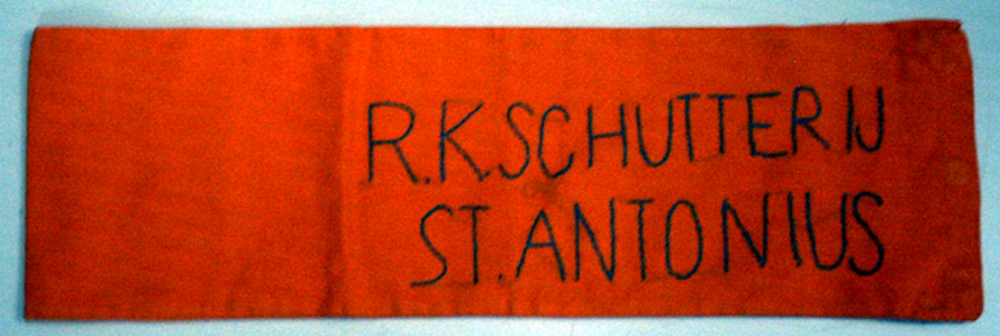 R.K.SCHUTTERIJ
ST. ANTONIUS